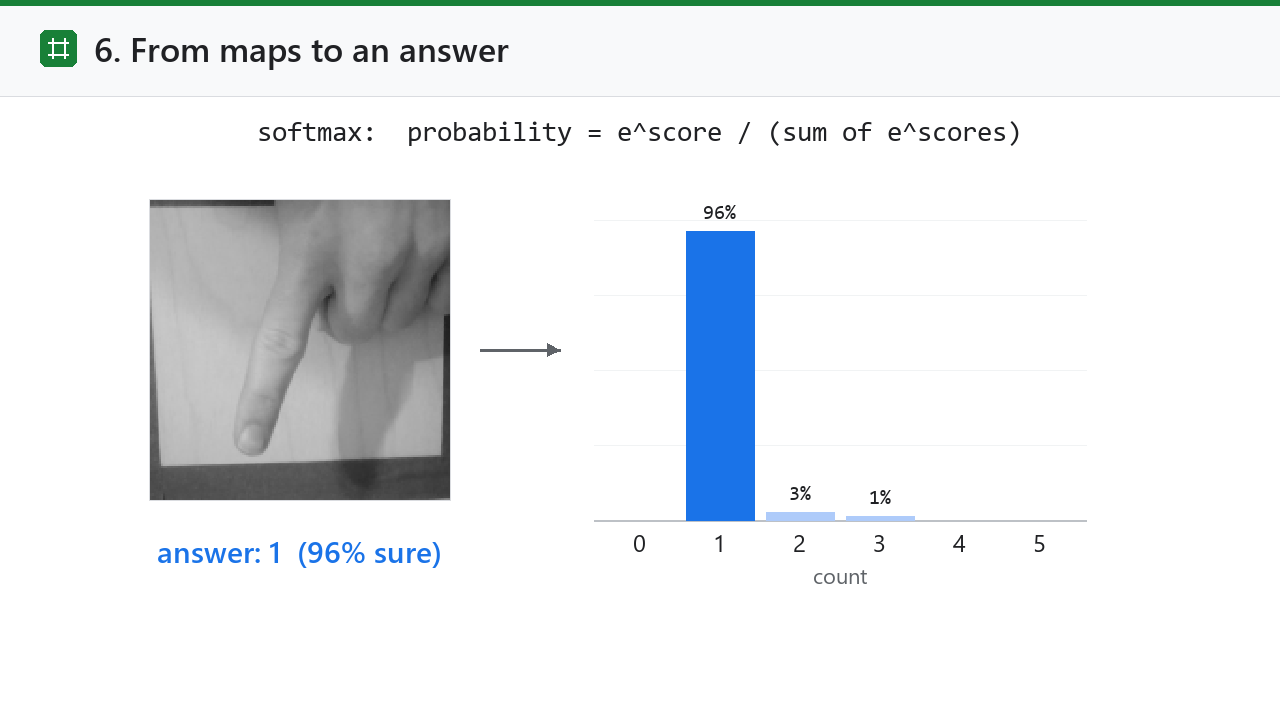 6. From maps to an answer
softmax:  probability = e^score / (sum of e^scores)
96%
3%
1%
0 1 2 3 4 5
count
answer: 1  (96% sure)